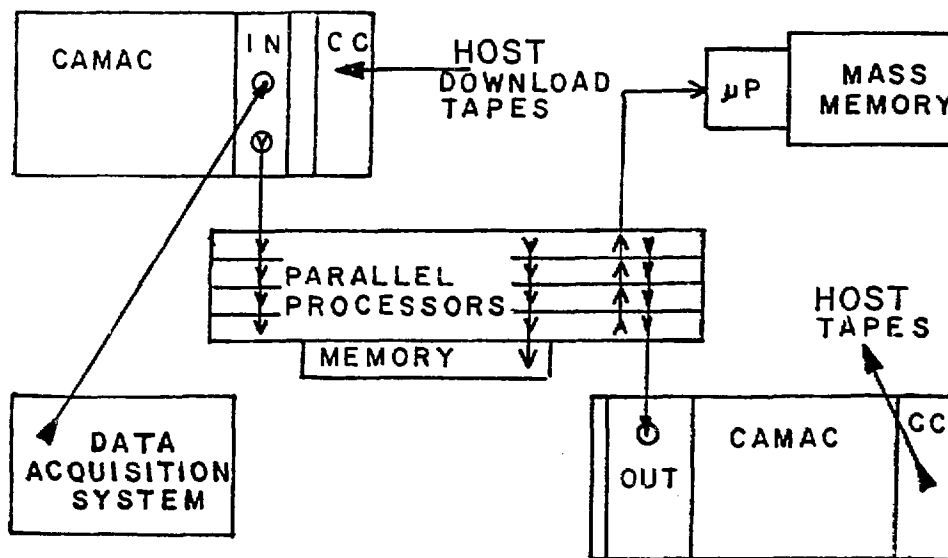 CAMAC
IN
CC
HOST
DOWNLOAD
TAPES
μP
MASS
MEMORY
PARALLEL
PROCESSORS
MEMORY
HOST
TAPES
DATA
ACQUISITION
SYSTEM
OUT
CAMAC
CC